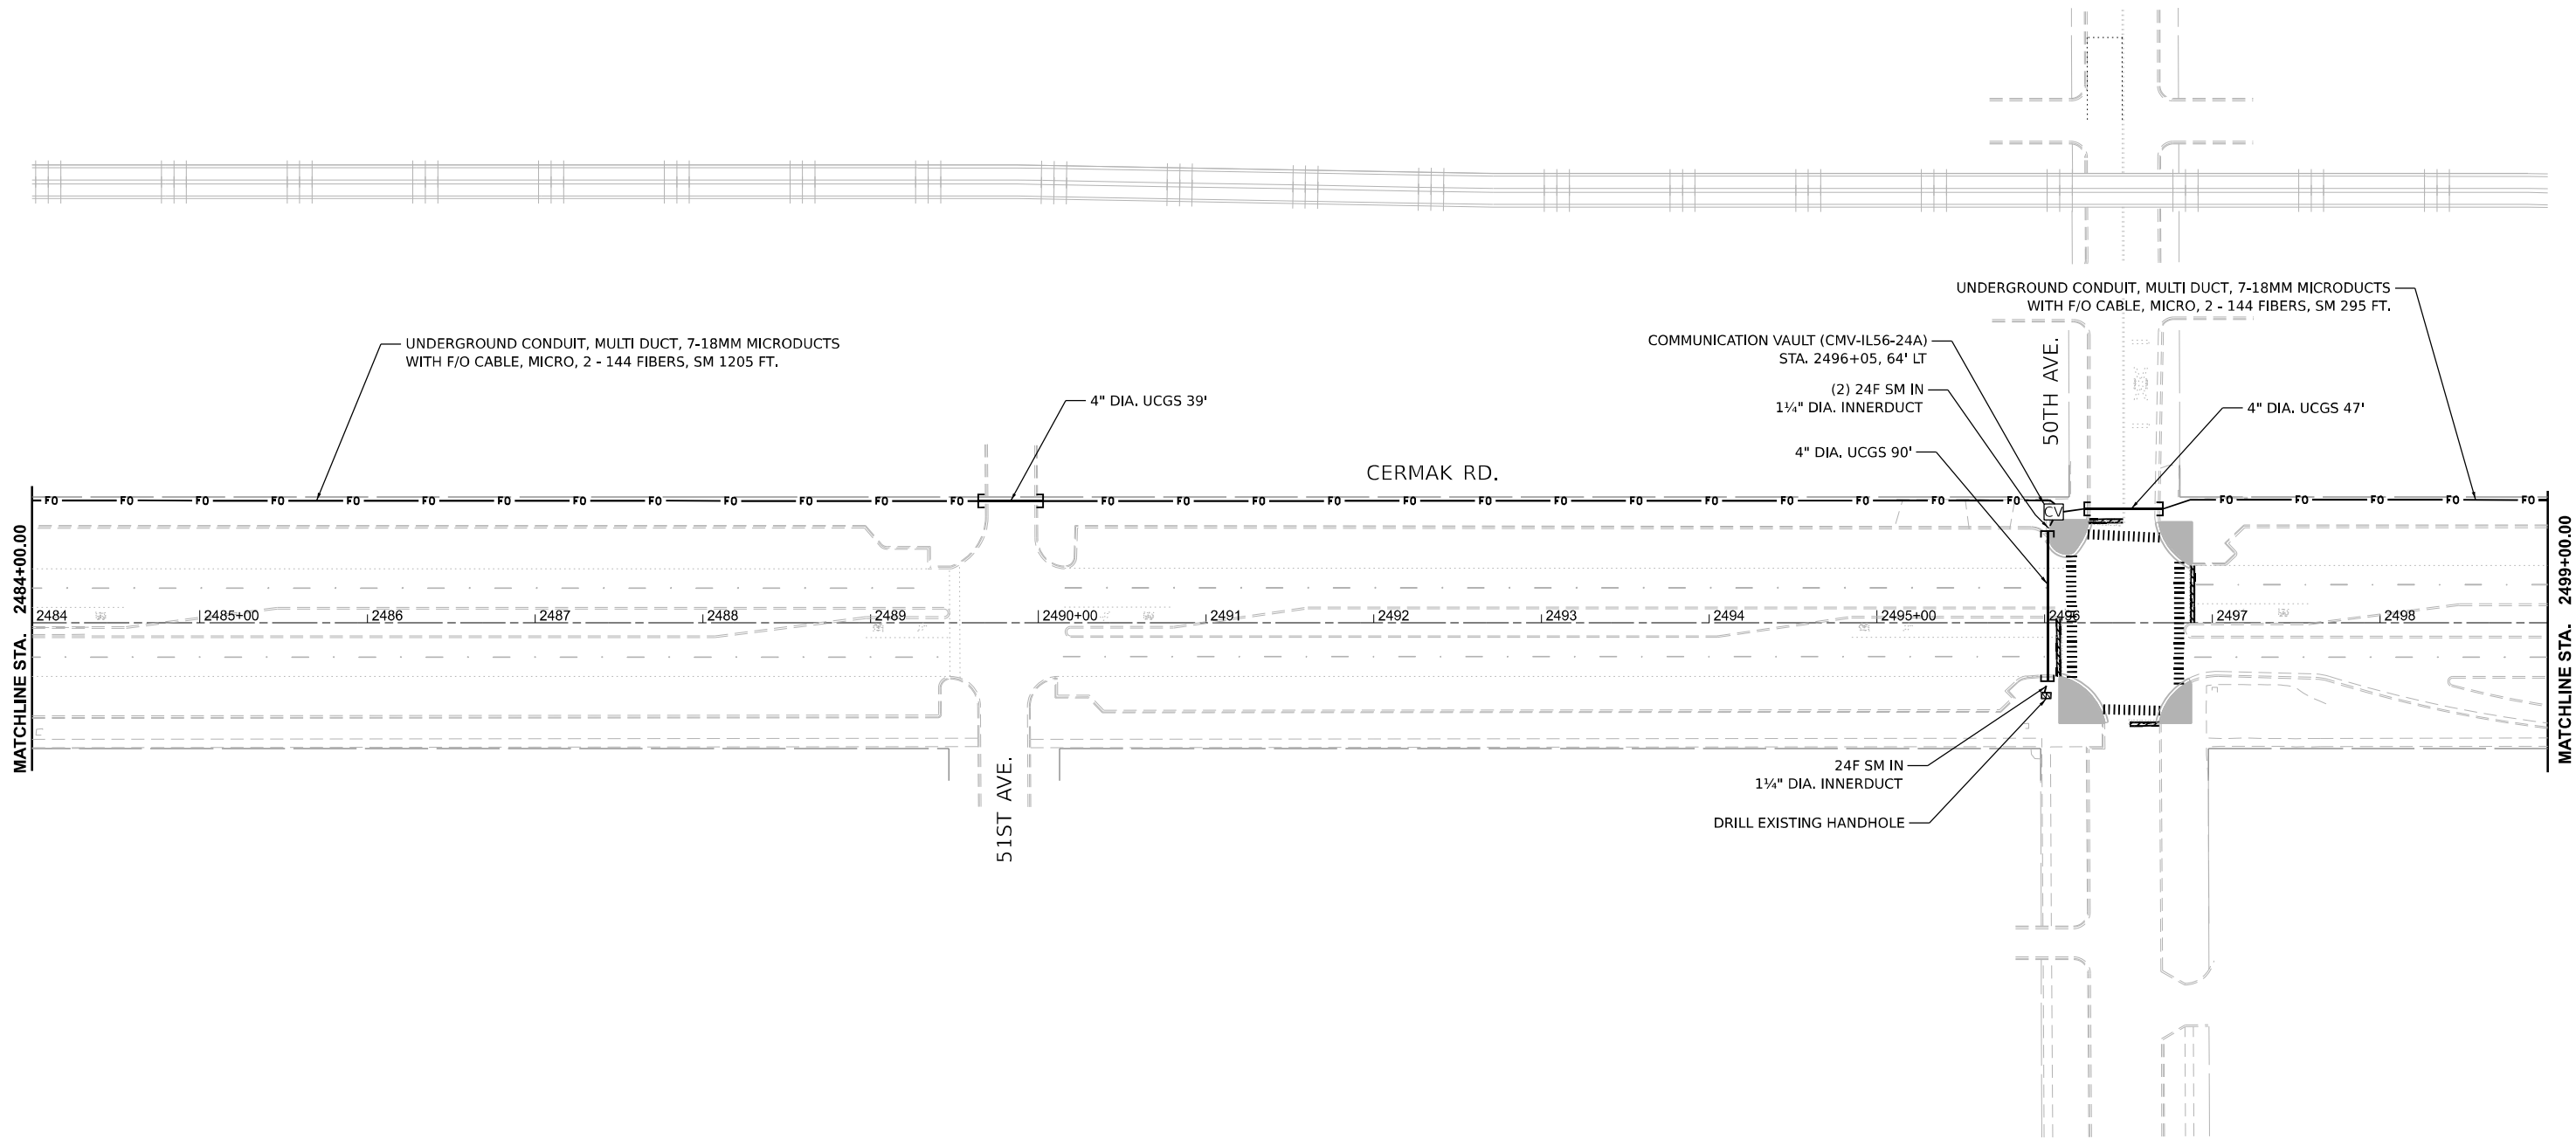 UNDERGROUND CONDUIT, MULTI DUCT, 7-18MM MICRODUCTS
WITH F/O CABLE, MICRO, 2 - 144 FIBERS, SM 295 FT.
UNDERGROUND CONDUIT, MULTI DUCT, 7-18MM MICRODUCTS
WITH F/O CABLE, MICRO, 2 - 144 FIBERS, SM 1205 FT.
COMMUNICATION VAULT (CMV-IL56-24A)
STA. 2496+05, 64' LT
(2) 24F SM IN
1¼" DIA. INNERDUCT
4" DIA. UCGS 39'
4" DIA. UCGS 90'
4" DIA. UCGS 47'
50TH AVE.
CERMAK RD.
FO FO FO FO FO FO FO FO FO FO FO FO FO FO FO FO FO FO FO FO FO FO FO FO FO FO FO FO FO FO FO
CV
MATCHLINE STA. 2484+00.00
2484 2485+00 2486 2487 2488 2489 2490+00 2491 2492 2493 2494 2495+00 2496 2497 2498
MATCHLINE STA. 2499+00.00
51ST AVE.
24F SM IN
1¼" DIA. INNERDUCT
DRILL EXISTING HANDHOLE